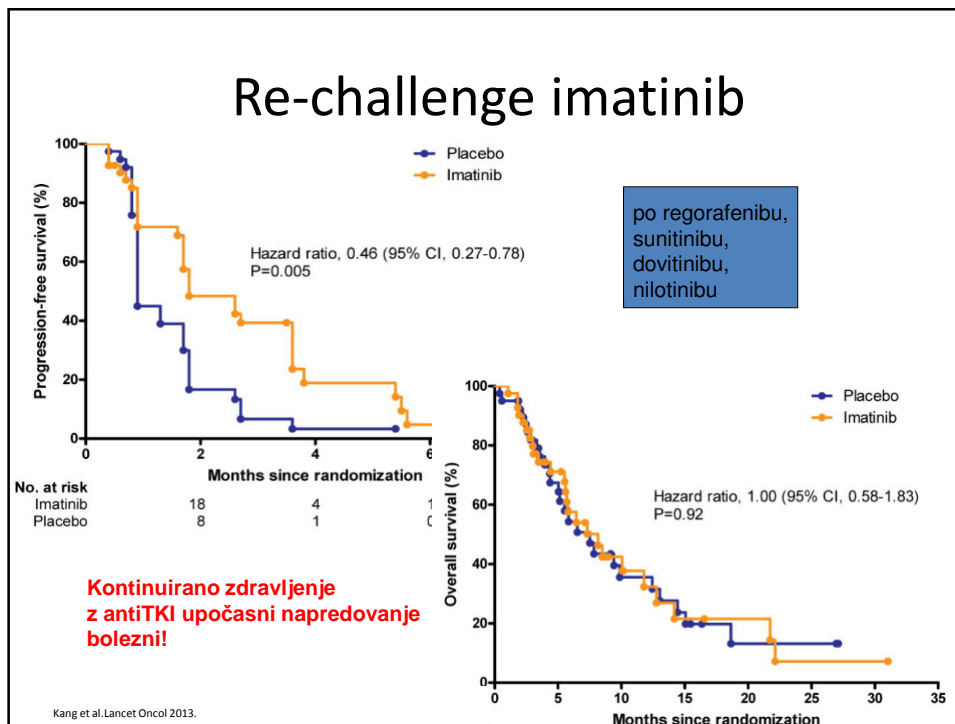 Re-challenge imatinib
Placebo
Imatinib
Progression-free survival (%)
100
80
60
40
20
0
Hazard ratio, 0.46 (95% CI, 0.27-0.78)
P=0.005
0 2 4 6
Months since randomization
No. at risk
Imatinib 18 4 1
Placebo 8 1
po regorafenibu,
sunitinibu,
dovitinibu,
nilotinibu
Placebo
Imatinib
Overall survival (%)
100
80
60
40
20
0
Hazard ratio, 1.00 (95% CI, 0.58-1.83)
P=0.92
0 5 10 15 20 25 30 35
Months since randomization
Kontinuirano zdravljenje
z antiTKI upočasni napredovanje
bolezni!
Kang et al.Lancet Oncol 2013.